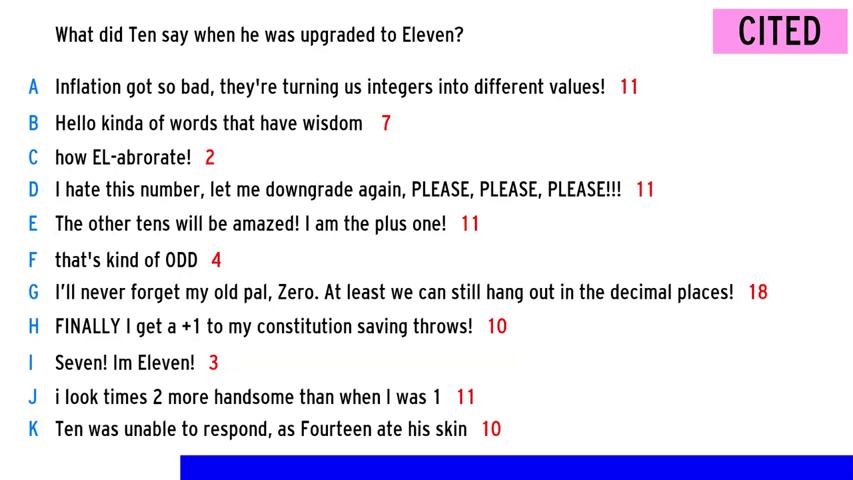 What did Ten say when he was upgraded to Eleven?
CITED
A Inflation got so bad, they're turning us integers into different values! 11
B Hello kinda of words that have wisdom 7
C how EL-abrorate! 2
D I hate this number, let me downgrade again, PLEASE, PLEASE, PLEASE!!! 11
E The other tens will be amazed! I am the plus one! 11
F that's kind of ODD 4
G I’ll never forget my old pal, Zero. At least we can still hang out in the decimal places! 18
H FINALLY I get a +1 to my constitution saving throws! 10
I Seven! Im Eleven! 3
J i look times 2 more handsome than when I was 1 11
K Ten was unable to respond, as Fourteen ate his skin 10